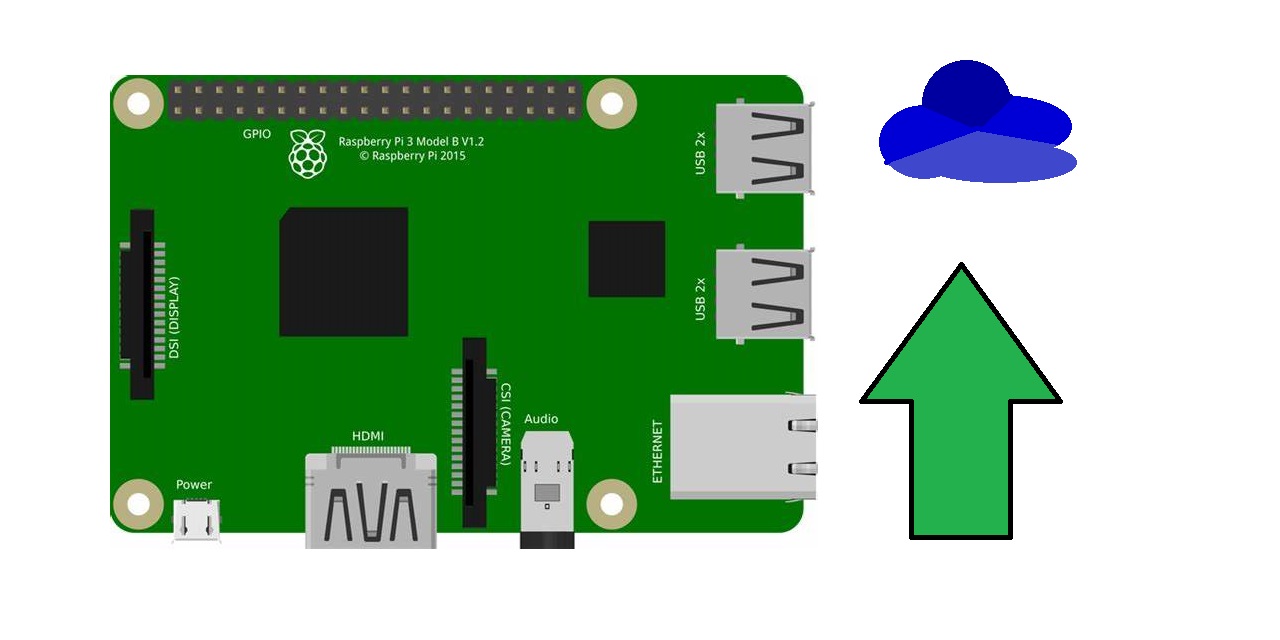 GPIO
Raspberry Pi 3 Model B V1.2
© Raspberry Pi 2015
USB 2x
USB 2x
DSI (DISPLAY)
CSI (CAMERA)
Audio
ETHERNET
HDMI
Power